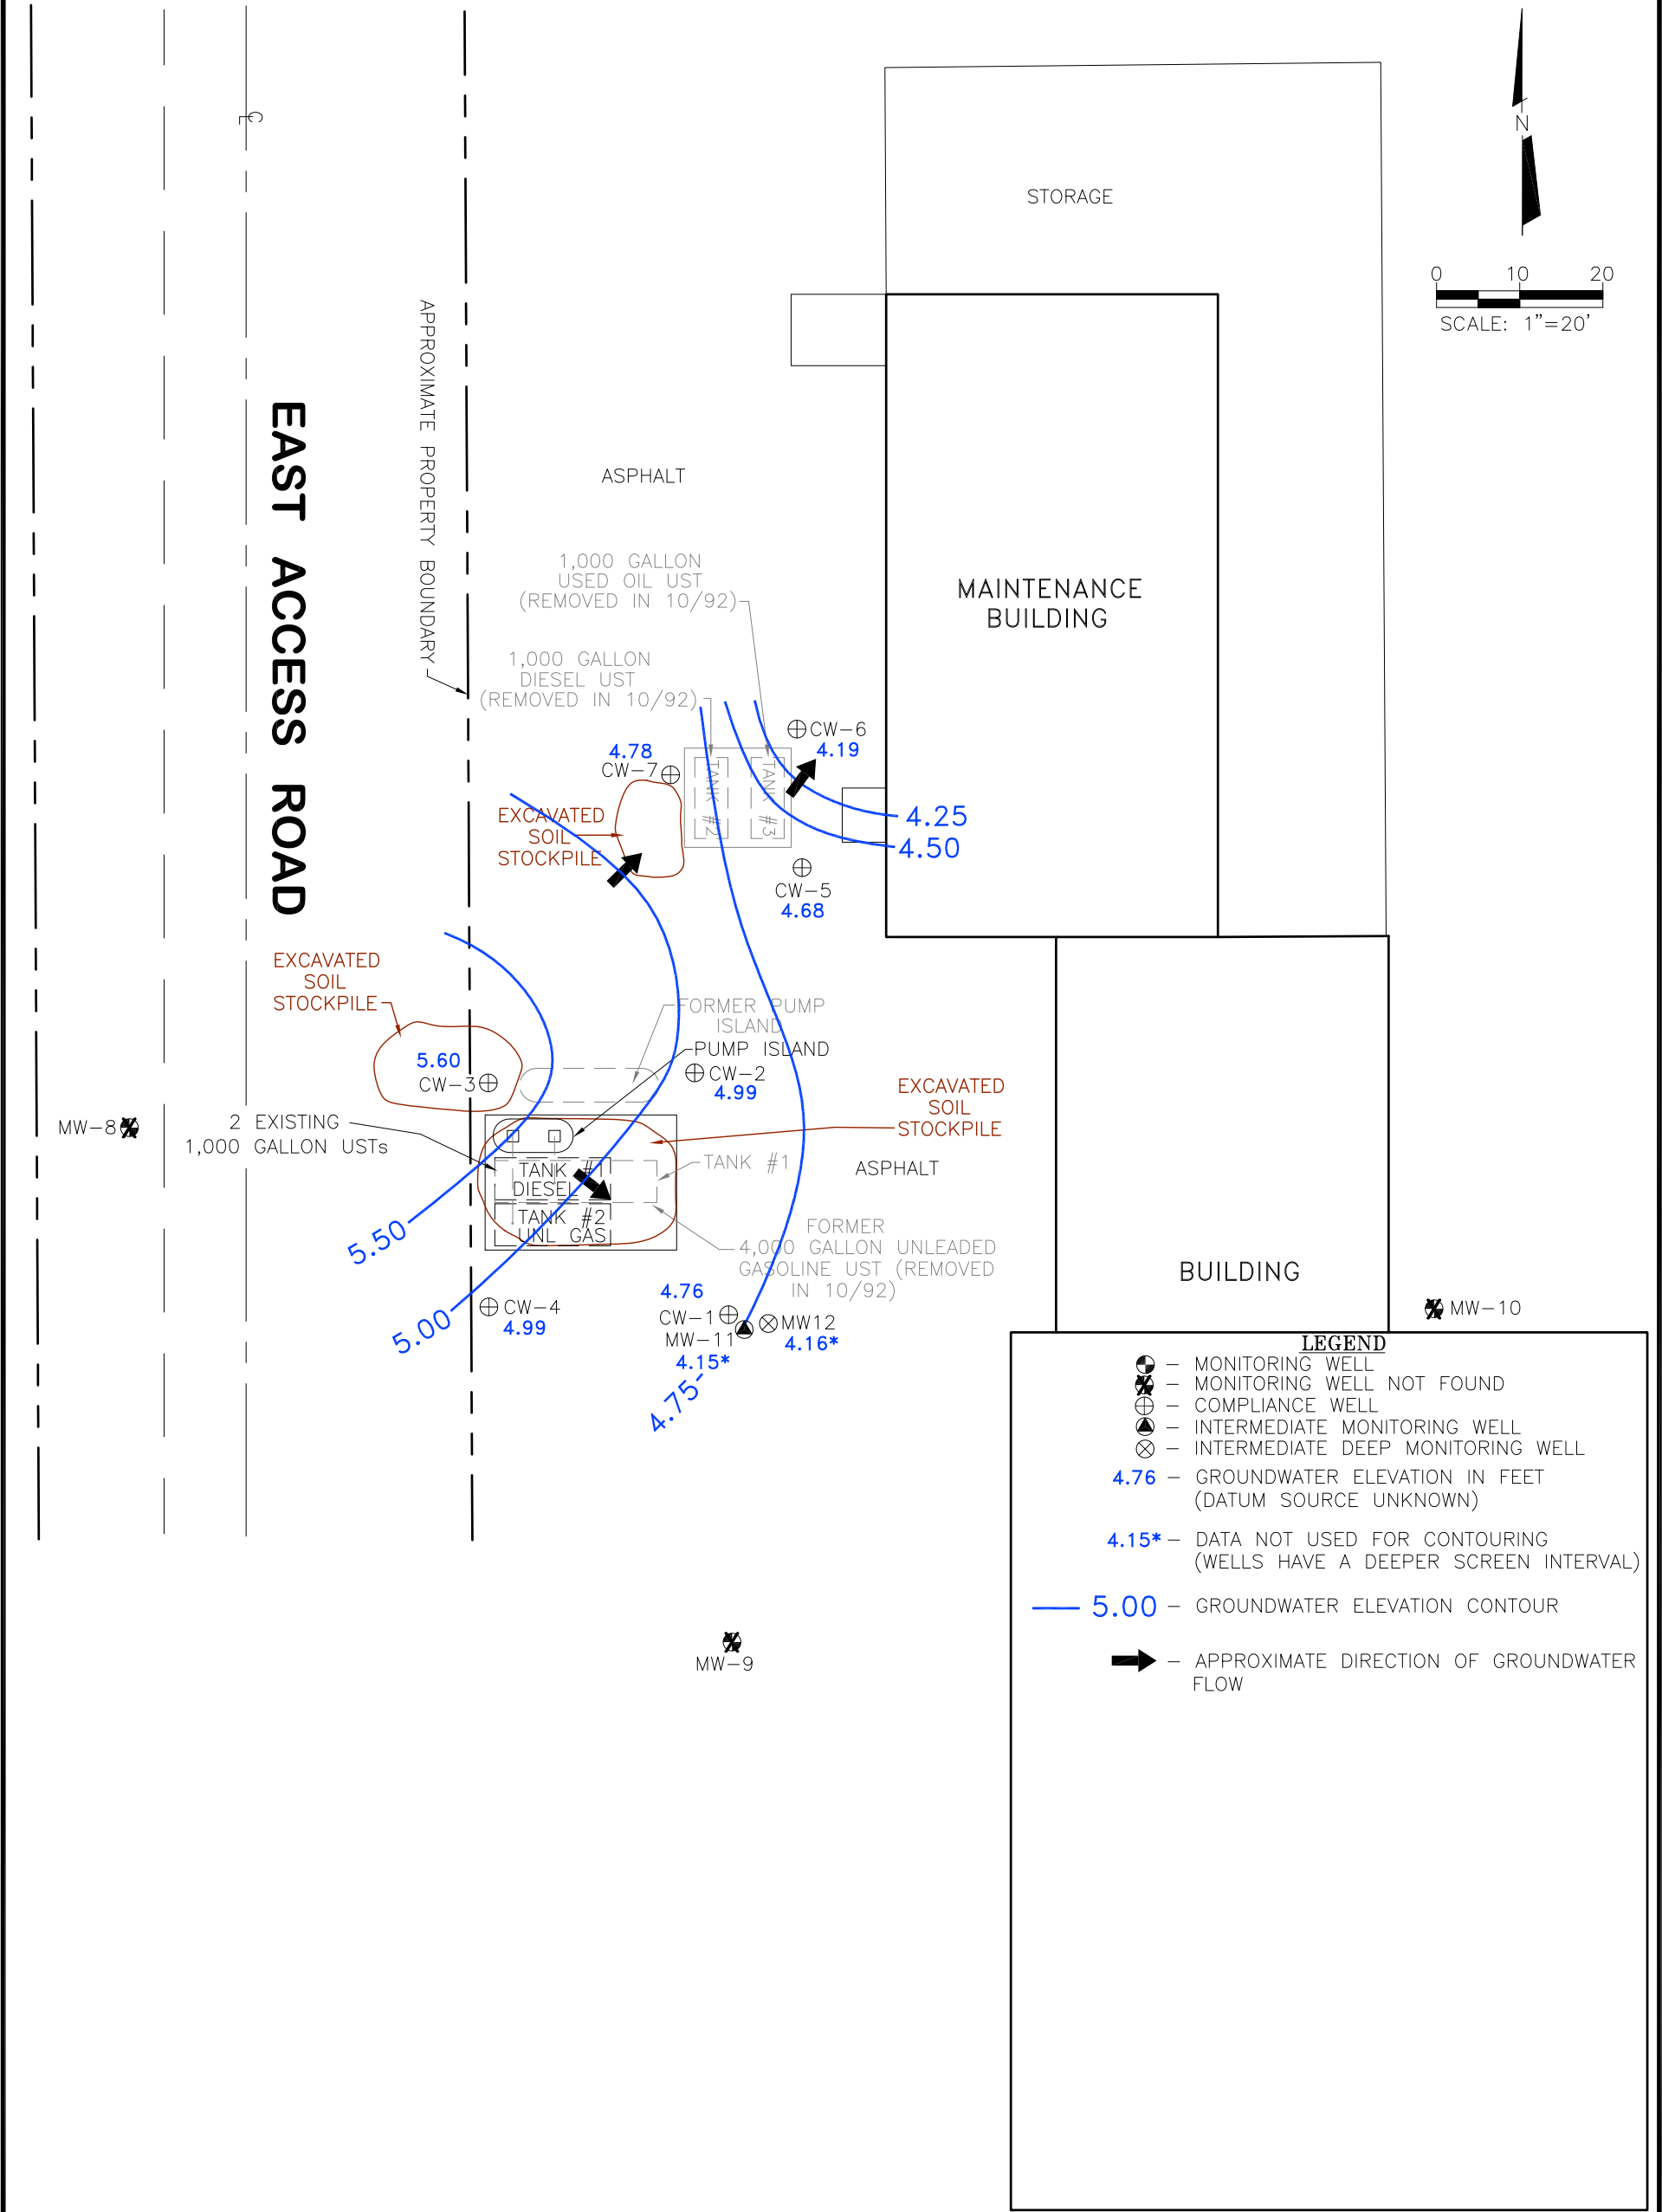 N
0 10 20
SCALE: 1"=20'
STORAGE
℄
EAST ACCESS ROAD
APPROXIMATE PROPERTY BOUNDARY
ASPHALT
MAINTENANCE
BUILDING
1,000 GALLON
USED OIL UST
(REMOVED IN 10/92)
1,000 GALLON
DIESEL UST
(REMOVED IN 10/92)
CW-6
4.19
4.78
CW-7
TANK #2
TANK #3
EXCAVATED
SOIL
STOCKPILE
4.25
4.50
CW-5
4.68
EXCAVATED
SOIL
STOCKPILE
FORMER PUMP
ISLAND
PUMP ISLAND
5.60
CW-3
CW-2
4.99
EXCAVATED
SOIL
STOCKPILE
MW-8
2 EXISTING
1,000 GALLON USTs
TANK #1
DIESEL
TANK #2
UNL GAS
TANK #1
ASPHALT
FORMER
4,000 GALLON UNLEADED
GASOLINE UST (REMOVED
IN 10/92)
5.50
5.00
CW-4
4.99
4.76
CW-1
MW-11
4.15*
MW12
4.16*
4.75
BUILDING
MW-10
MW-9
LEGEND
- MONITORING WELL
- MONITORING WELL NOT FOUND
- COMPLIANCE WELL
- INTERMEDIATE MONITORING WELL
- INTERMEDIATE DEEP MONITORING WELL
4.76 - GROUNDWATER ELEVATION IN FEET
(DATUM SOURCE UNKNOWN)
4.15* - DATA NOT USED FOR CONTOURING
(WELLS HAVE A DEEPER SCREEN INTERVAL)
5.00 - GROUNDWATER ELEVATION CONTOUR
- APPROXIMATE DIRECTION OF GROUNDWATER
FLOW